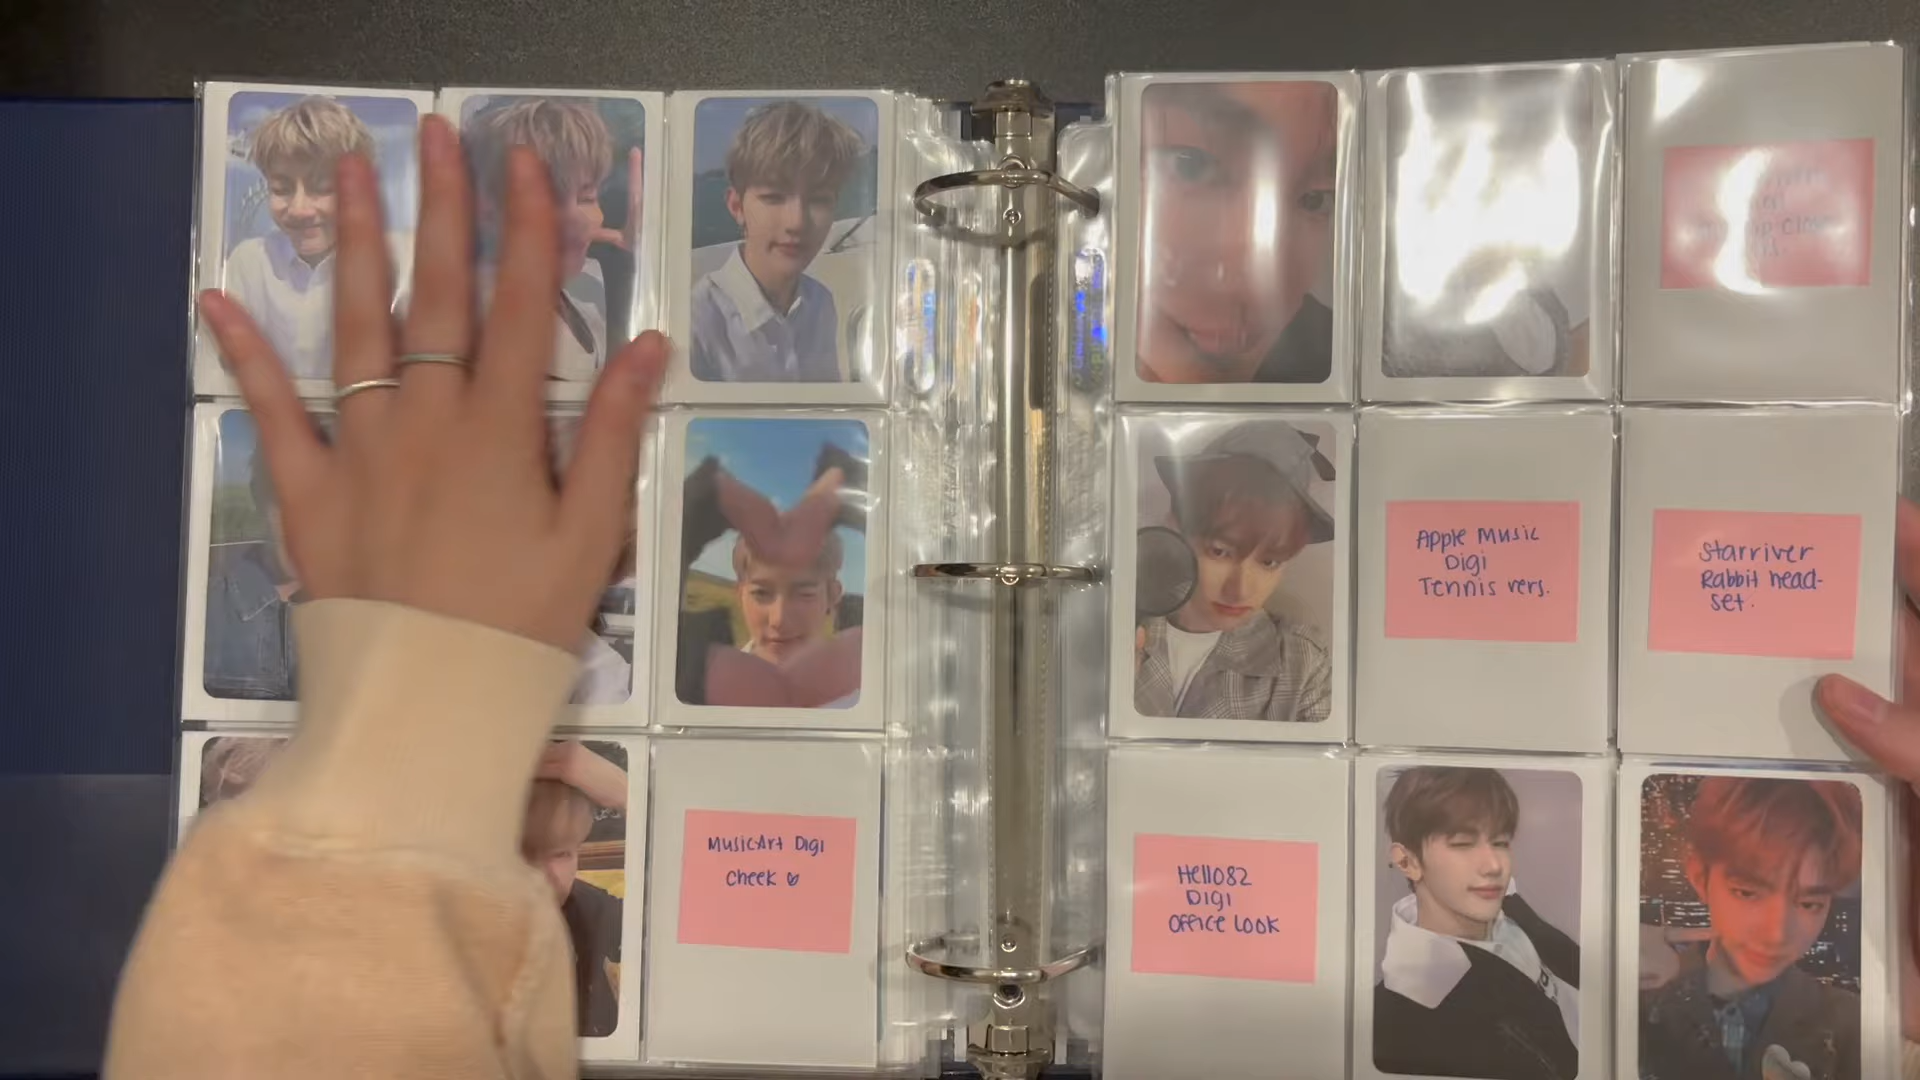 Apple Music
Digi
Tennis vers.
Starriver
Rabbit head-
set.
MusicArt Digi
cheek
Hello82
Digi
Office Look